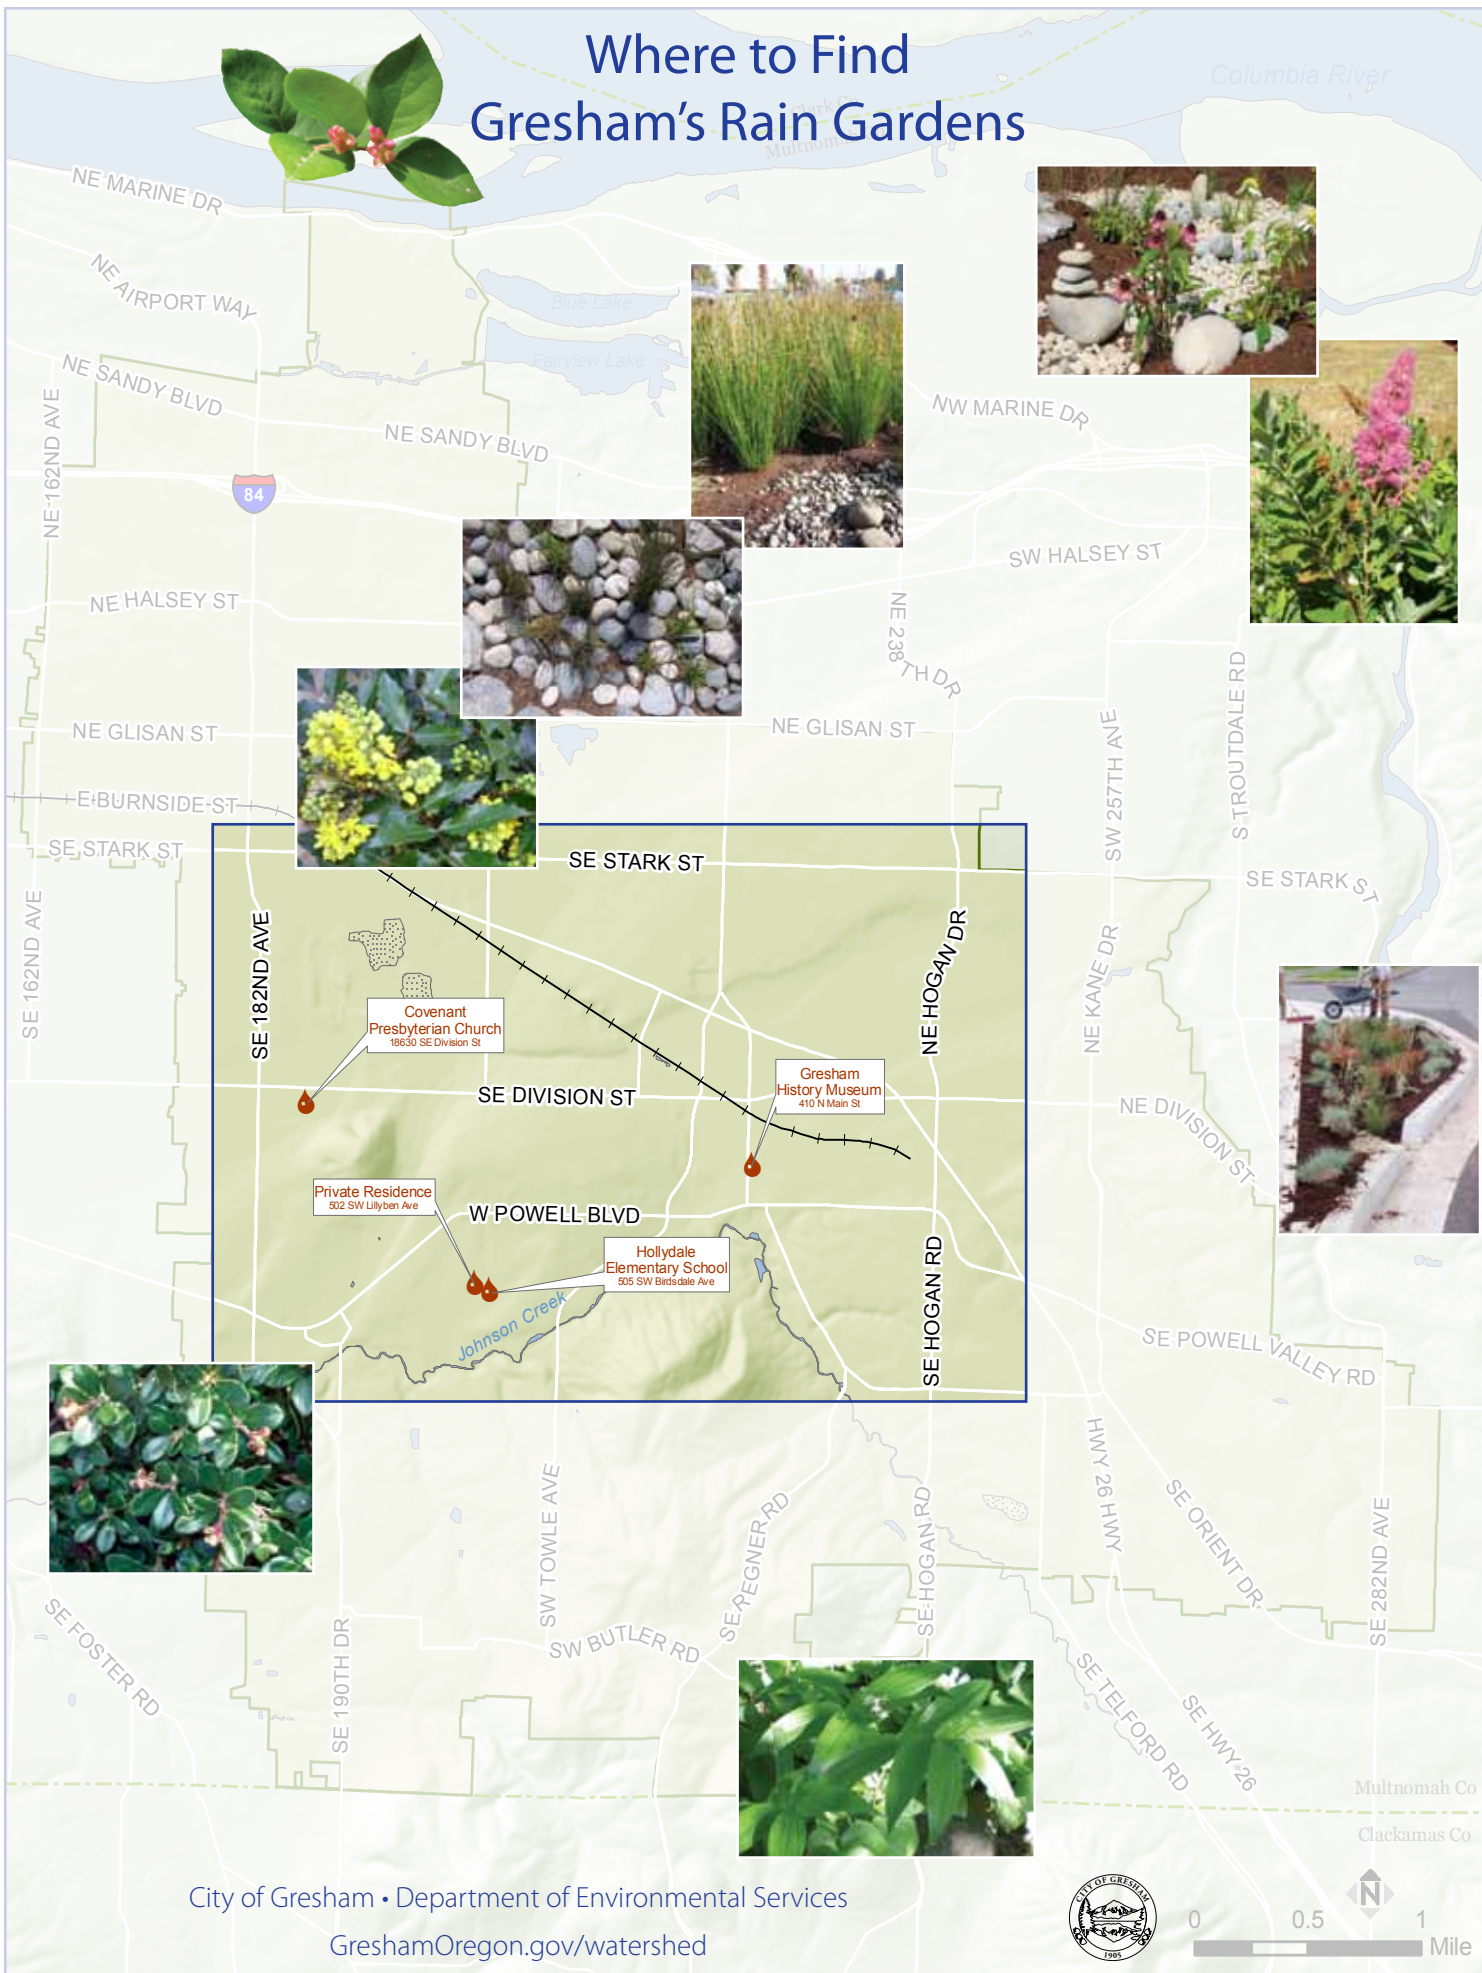 Where to Find
Gresham's Rain Gardens
Columbia River
Clark Co
Multnomah
NE MARINE DR
NE AIRPORT WAY
Blue Lake
Fairview Lake
NE SANDY BLVD
NE SANDY BLVD
NW MARINE DR
NE 162ND AVE
84
SW HALSEY ST
NE HALSEY ST
NE 238TH DR
NE GLISAN ST
NE GLISAN ST
SW 257TH AVE
S TROUTDALE RD
E BURNSIDE ST
SE STARK ST
SE STARK ST
SE STARK ST
SE 162ND AVE
SE 182ND AVE
NE HOGAN DR
NE KANE DR
Covenant
Presbyterian Church
18630 SE Division St
Gresham
History Museum
410 N Main St
SE DIVISION ST
NE DIVISION ST
Private Residence
502 SW Lillyben Ave
W POWELL BLVD
Hollydale
Elementary School
505 SW Birdsdale Ave
Johnson Creek
SE HOGAN RD
SE POWELL VALLEY RD
HWY 26 HWY
SE ORIENT DR
SE 282ND AVE
SW TOWLE AVE
SE REGNER RD
SE HOGAN RD
SE FOSTER RD
SE 190TH DR
SW BUTLER RD
SE TELFORD RD
SE HWY 26
Multnomah Co
Clackamas Co
City of Gresham • Department of Environmental Services
GreshamOregon.gov/watershed
CITY OF GRESHAM
1905
N
0 0.5 1
Mile